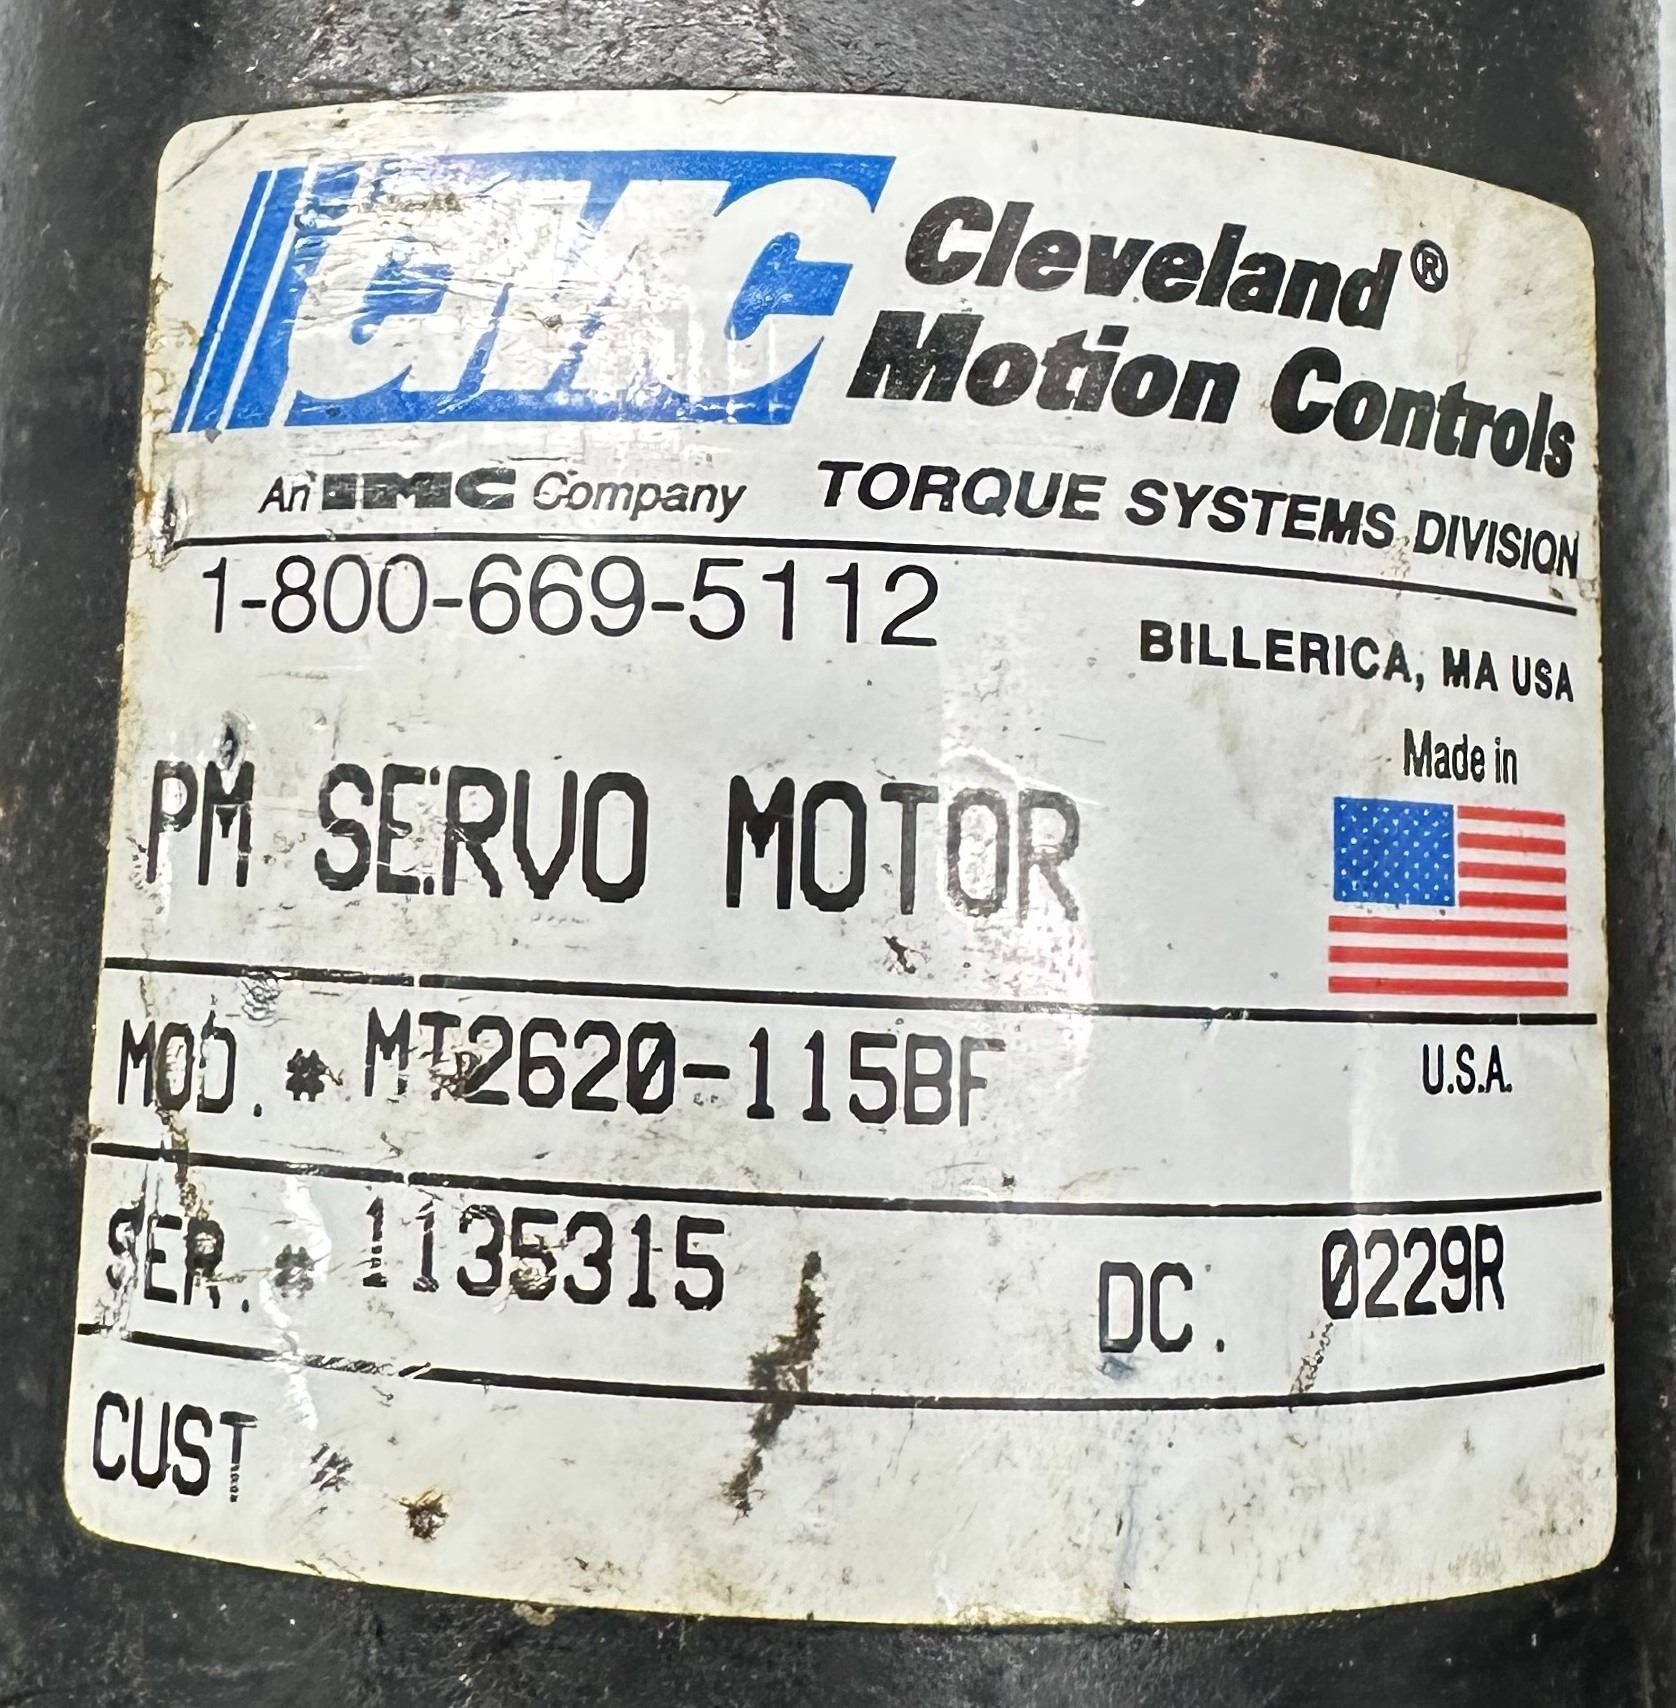 CMC Cleveland®
Motion Controls
An IMC Company TORQUE SYSTEMS DIVISION
1-800-669-5112
BILLERICA, MA USA
Made in
PM SERVO MOTOR
MOD. # MT2620-115BF
U.S.A.
SER. # 1135315 DC. 0229R
CUST #